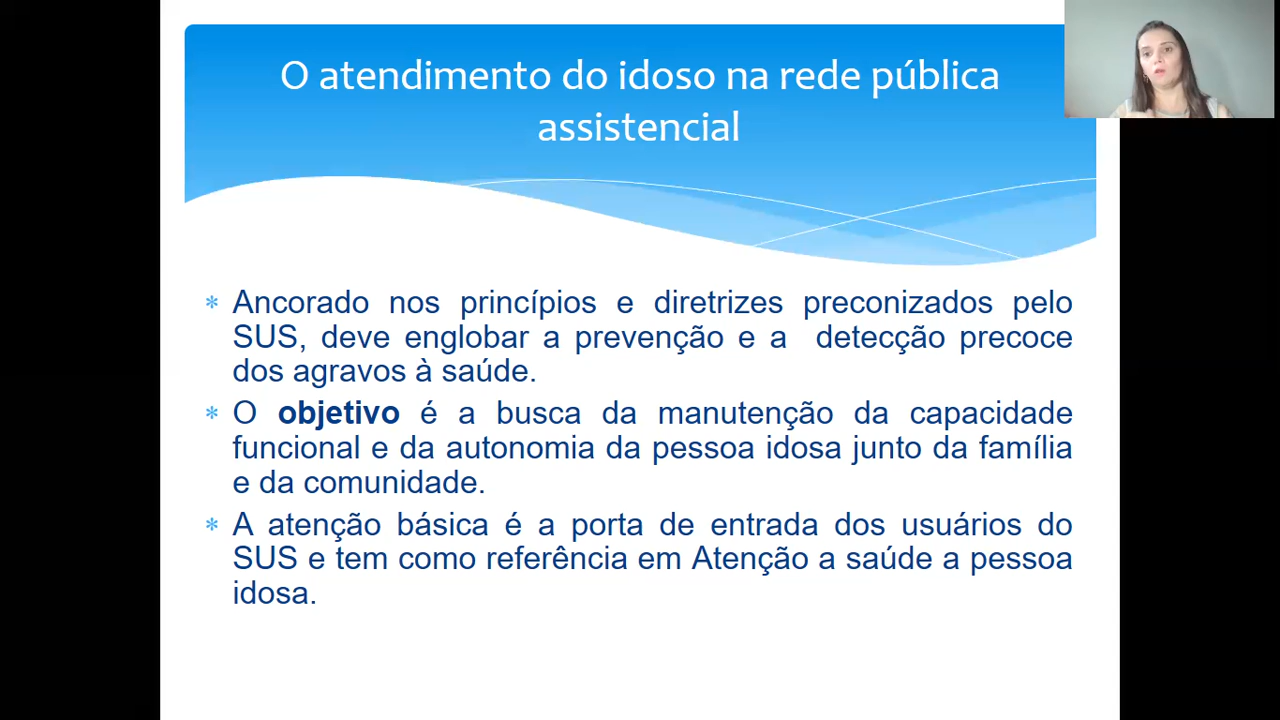 O atendimento do idoso na rede pública
assistencial
* Ancorado nos princípios e diretrizes preconizados pelo
SUS, deve englobar a prevenção e a detecção precoce
dos agravos à saúde.
* O objetivo é a busca da manutenção da capacidade
funcional e da autonomia da pessoa idosa junto da família
e da comunidade.
* A atenção básica é a porta de entrada dos usuários do
SUS e tem como referência em Atenção a saúde a pessoa
idosa.